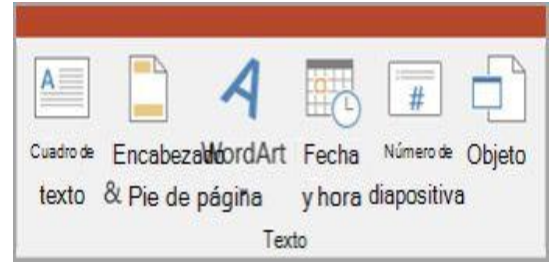 Cuadro de Encabezado WordArt Fecha Número de Objeto
texto & Pie de página y hora diapositiva
Texto